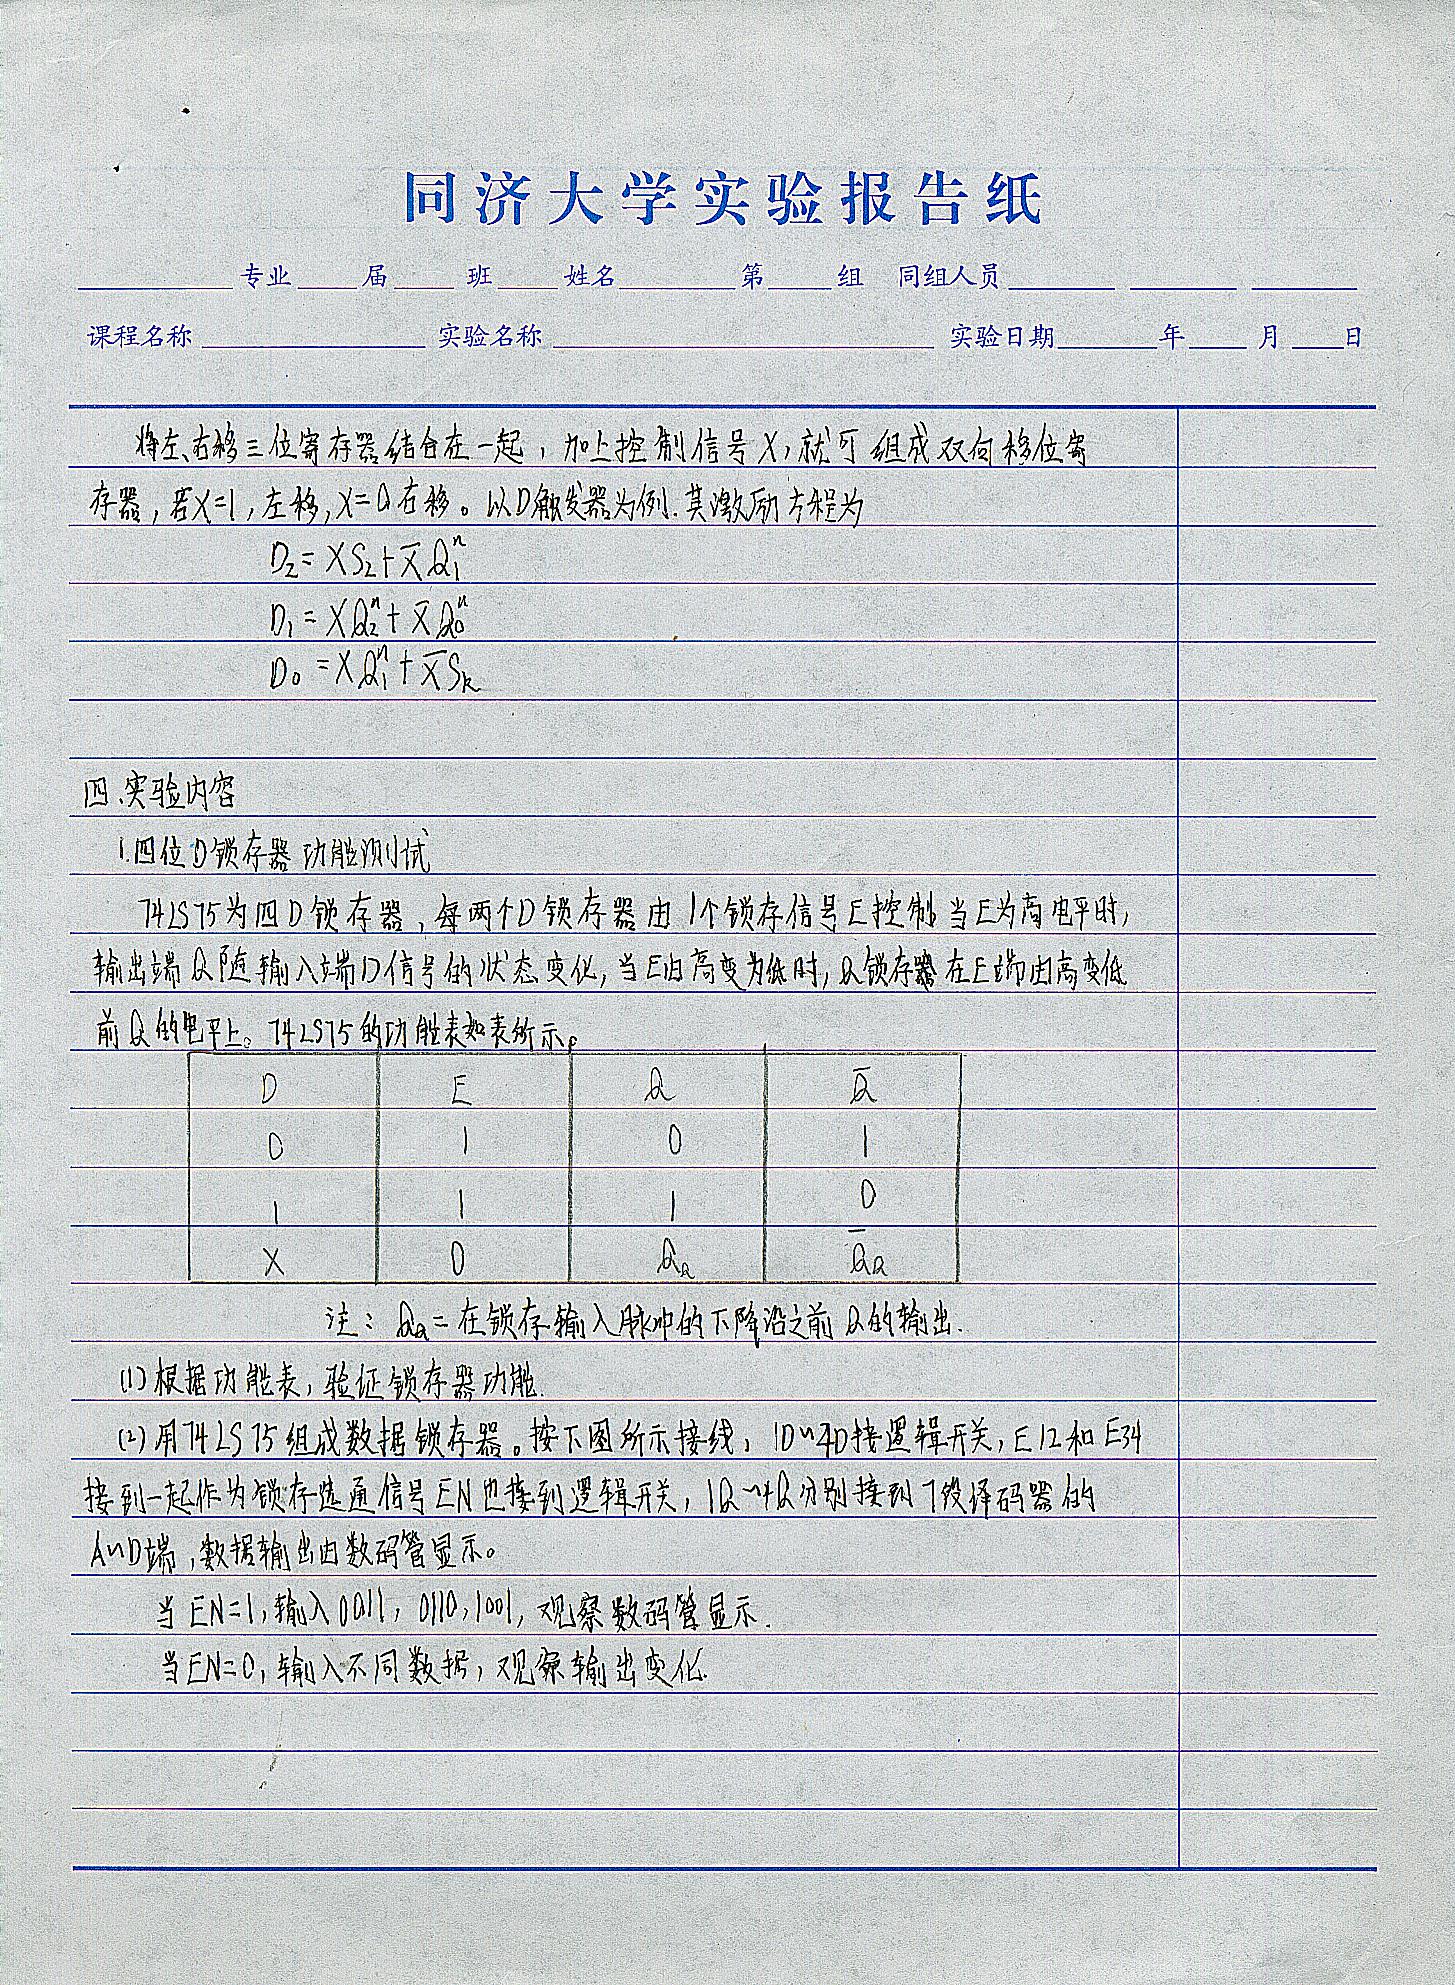 同济大学实验报告纸
专业 届 班 姓名 第 组 同组人员
课程名称 实验名称 实验日期 年 月 日
将左、右移三位寄存器结合在一起，加上控制信号X，就可组成双向移位寄
存器，若X=1，左移，X=0右移。以D触发器为例．其激励方程为
D₂=XS₂+X̅Q₁ⁿ
D₁=XQ₂ⁿ+X̅Q₀ⁿ
D₀=XQ₁ⁿ+X̅S_R
四、实验内容
1.四位D锁存器功能测试
74LS75为四D锁存器，每两个D锁存器由1个锁存信号E控制当E为高电平时，
输出端Q随输入端D信号的状态变化，当E由高变为低时，Q锁存器在E端由高变低
前Q的电平上。74LS75的功能表如表所示。
D E Q Q̅
0 1 0 1
1 1 1 0
X 0 Q_Q Q̅_Q
注：Q_Q=在锁存输入脉冲的下降沿之前Q的输出.
(1)根据功能表，验证锁存器功能.
(2)用74LS75组成数据锁存器。按下图所示接线，1D~4D接逻辑开关，E12和E34
接到一起作为锁存选通信号EN也接到逻辑开关，1Q~4Q分别接到7段译码器的
A~D端，数据输出由数码管显示。
当EN=1，输入0011，0110，1001，观察数码管显示.
当EN=0，输入不同数据，观察输出变化.